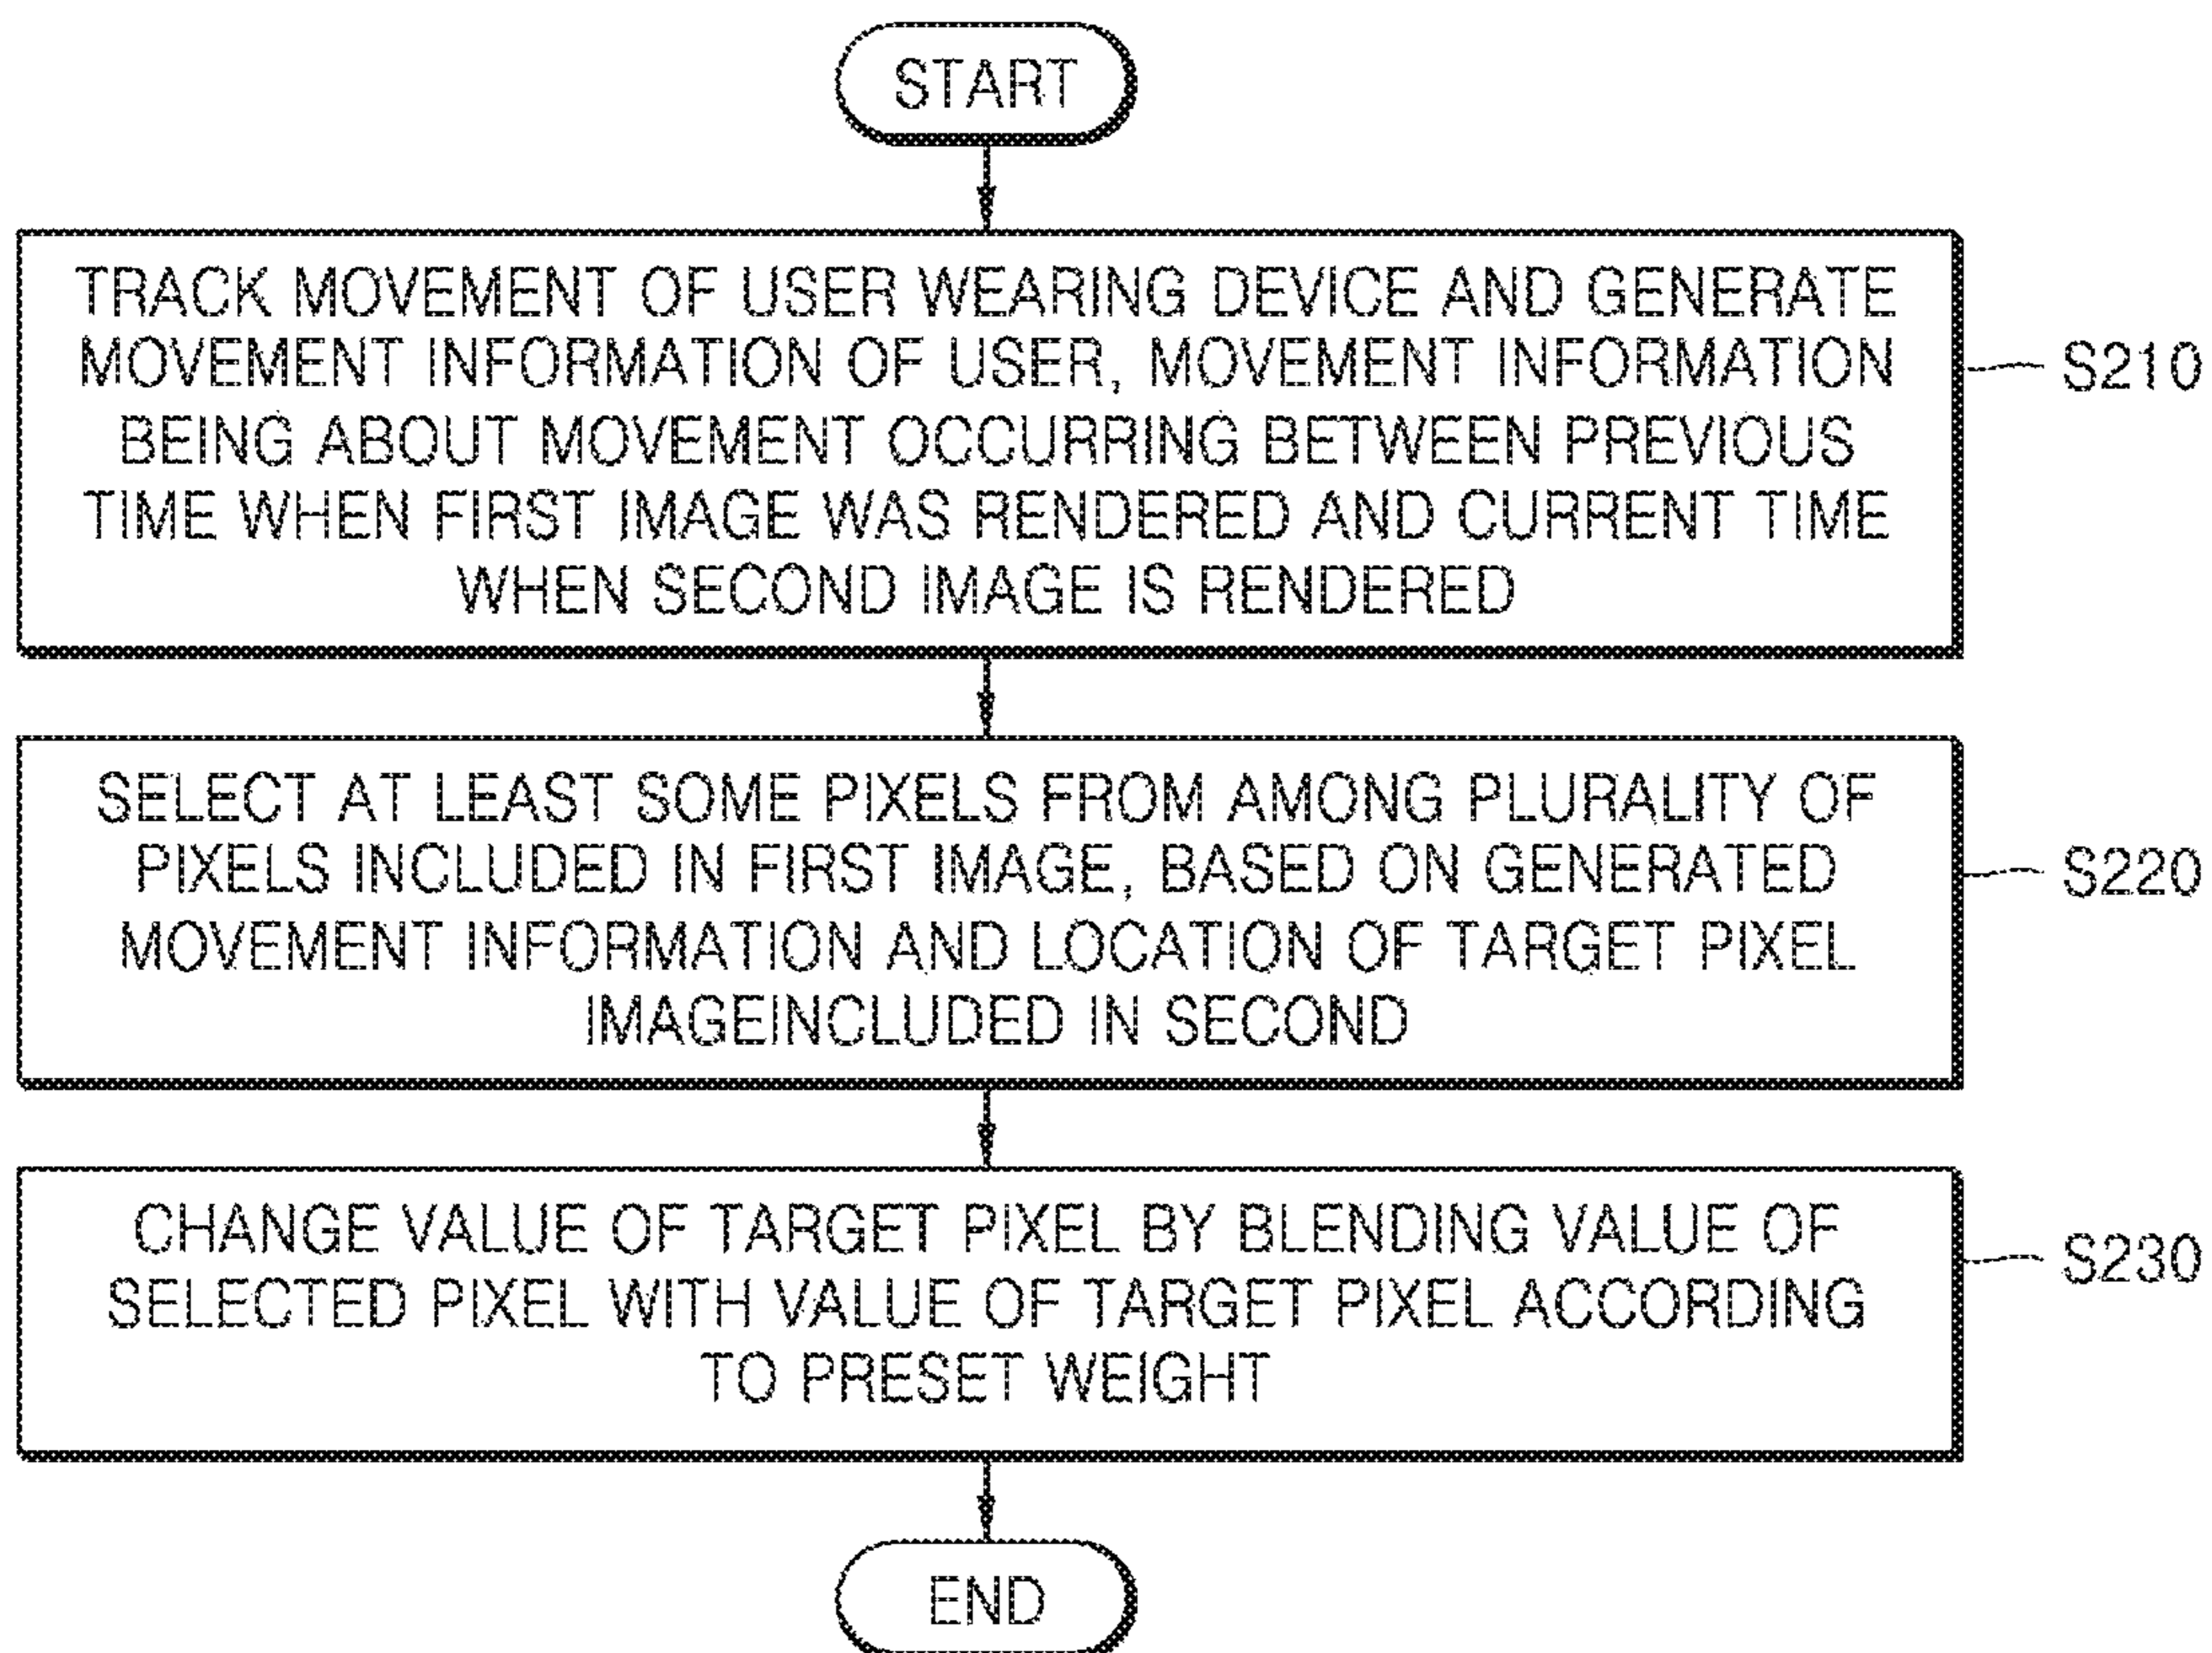 START
TRACK MOVEMENT OF USER WEARING DEVICE AND GENERATE
MOVEMENT INFORMATION OF USER, MOVEMENT INFORMATION
BEING ABOUT MOVEMENT OCCURRING BETWEEN PREVIOUS
TIME WHEN FIRST IMAGE WAS RENDERED AND CURRENT TIME
WHEN SECOND IMAGE IS RENDERED
S210
SELECT AT LEAST SOME PIXELS FROM AMONG PLURALITY OF
PIXELS INCLUDED IN FIRST IMAGE, BASED ON GENERATED
MOVEMENT INFORMATION AND LOCATION OF TARGET PIXEL
IMAGEINCLUDED IN SECOND
S220
CHANGE VALUE OF TARGET PIXEL BY BLENDING VALUE OF
SELECTED PIXEL WITH VALUE OF TARGET PIXEL ACCORDING
TO PRESET WEIGHT
S230
END